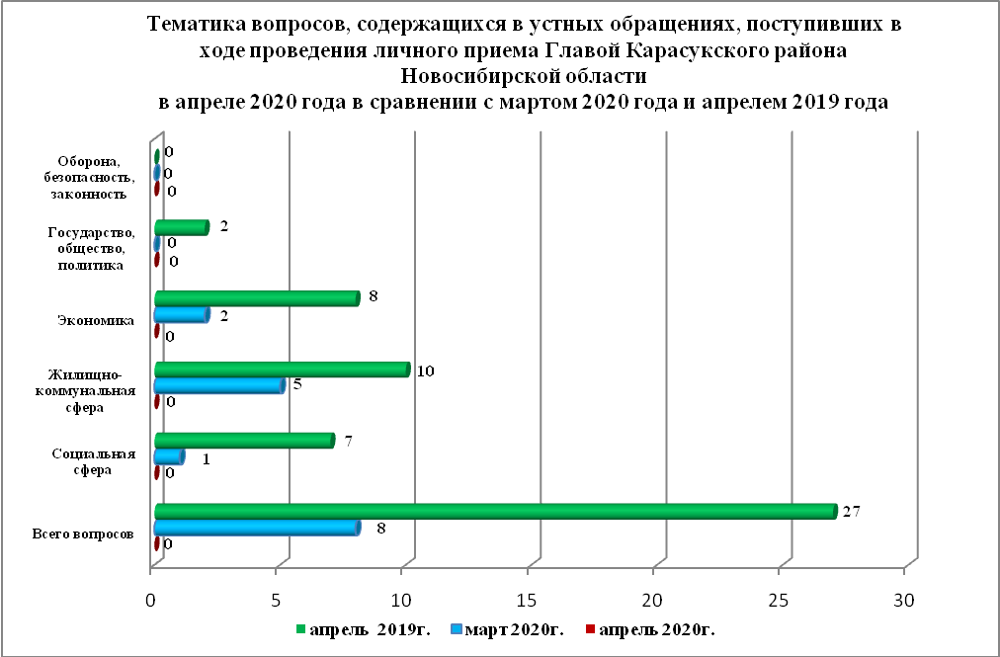 Тематика вопросов, содержащихся в устных обращениях, поступивших в
ходе проведения личного приема Главой Карасукского района
Новосибирской области
в апреле 2020 года в сравнении с мартом 2020 года и апрелем 2019 года
Оборона,
безопасность,
законность
0
0
0
Государство,
общество,
политика
2
0
0
Экономика
8
2
0
Жилищно-
коммунальная
сфера
10
5
0
Социальная
сфера
7
1
0
Всего вопросов
27
8
0
0 5 10 15 20 25 30
апрель 2019г. март 2020г. апрель 2020г.